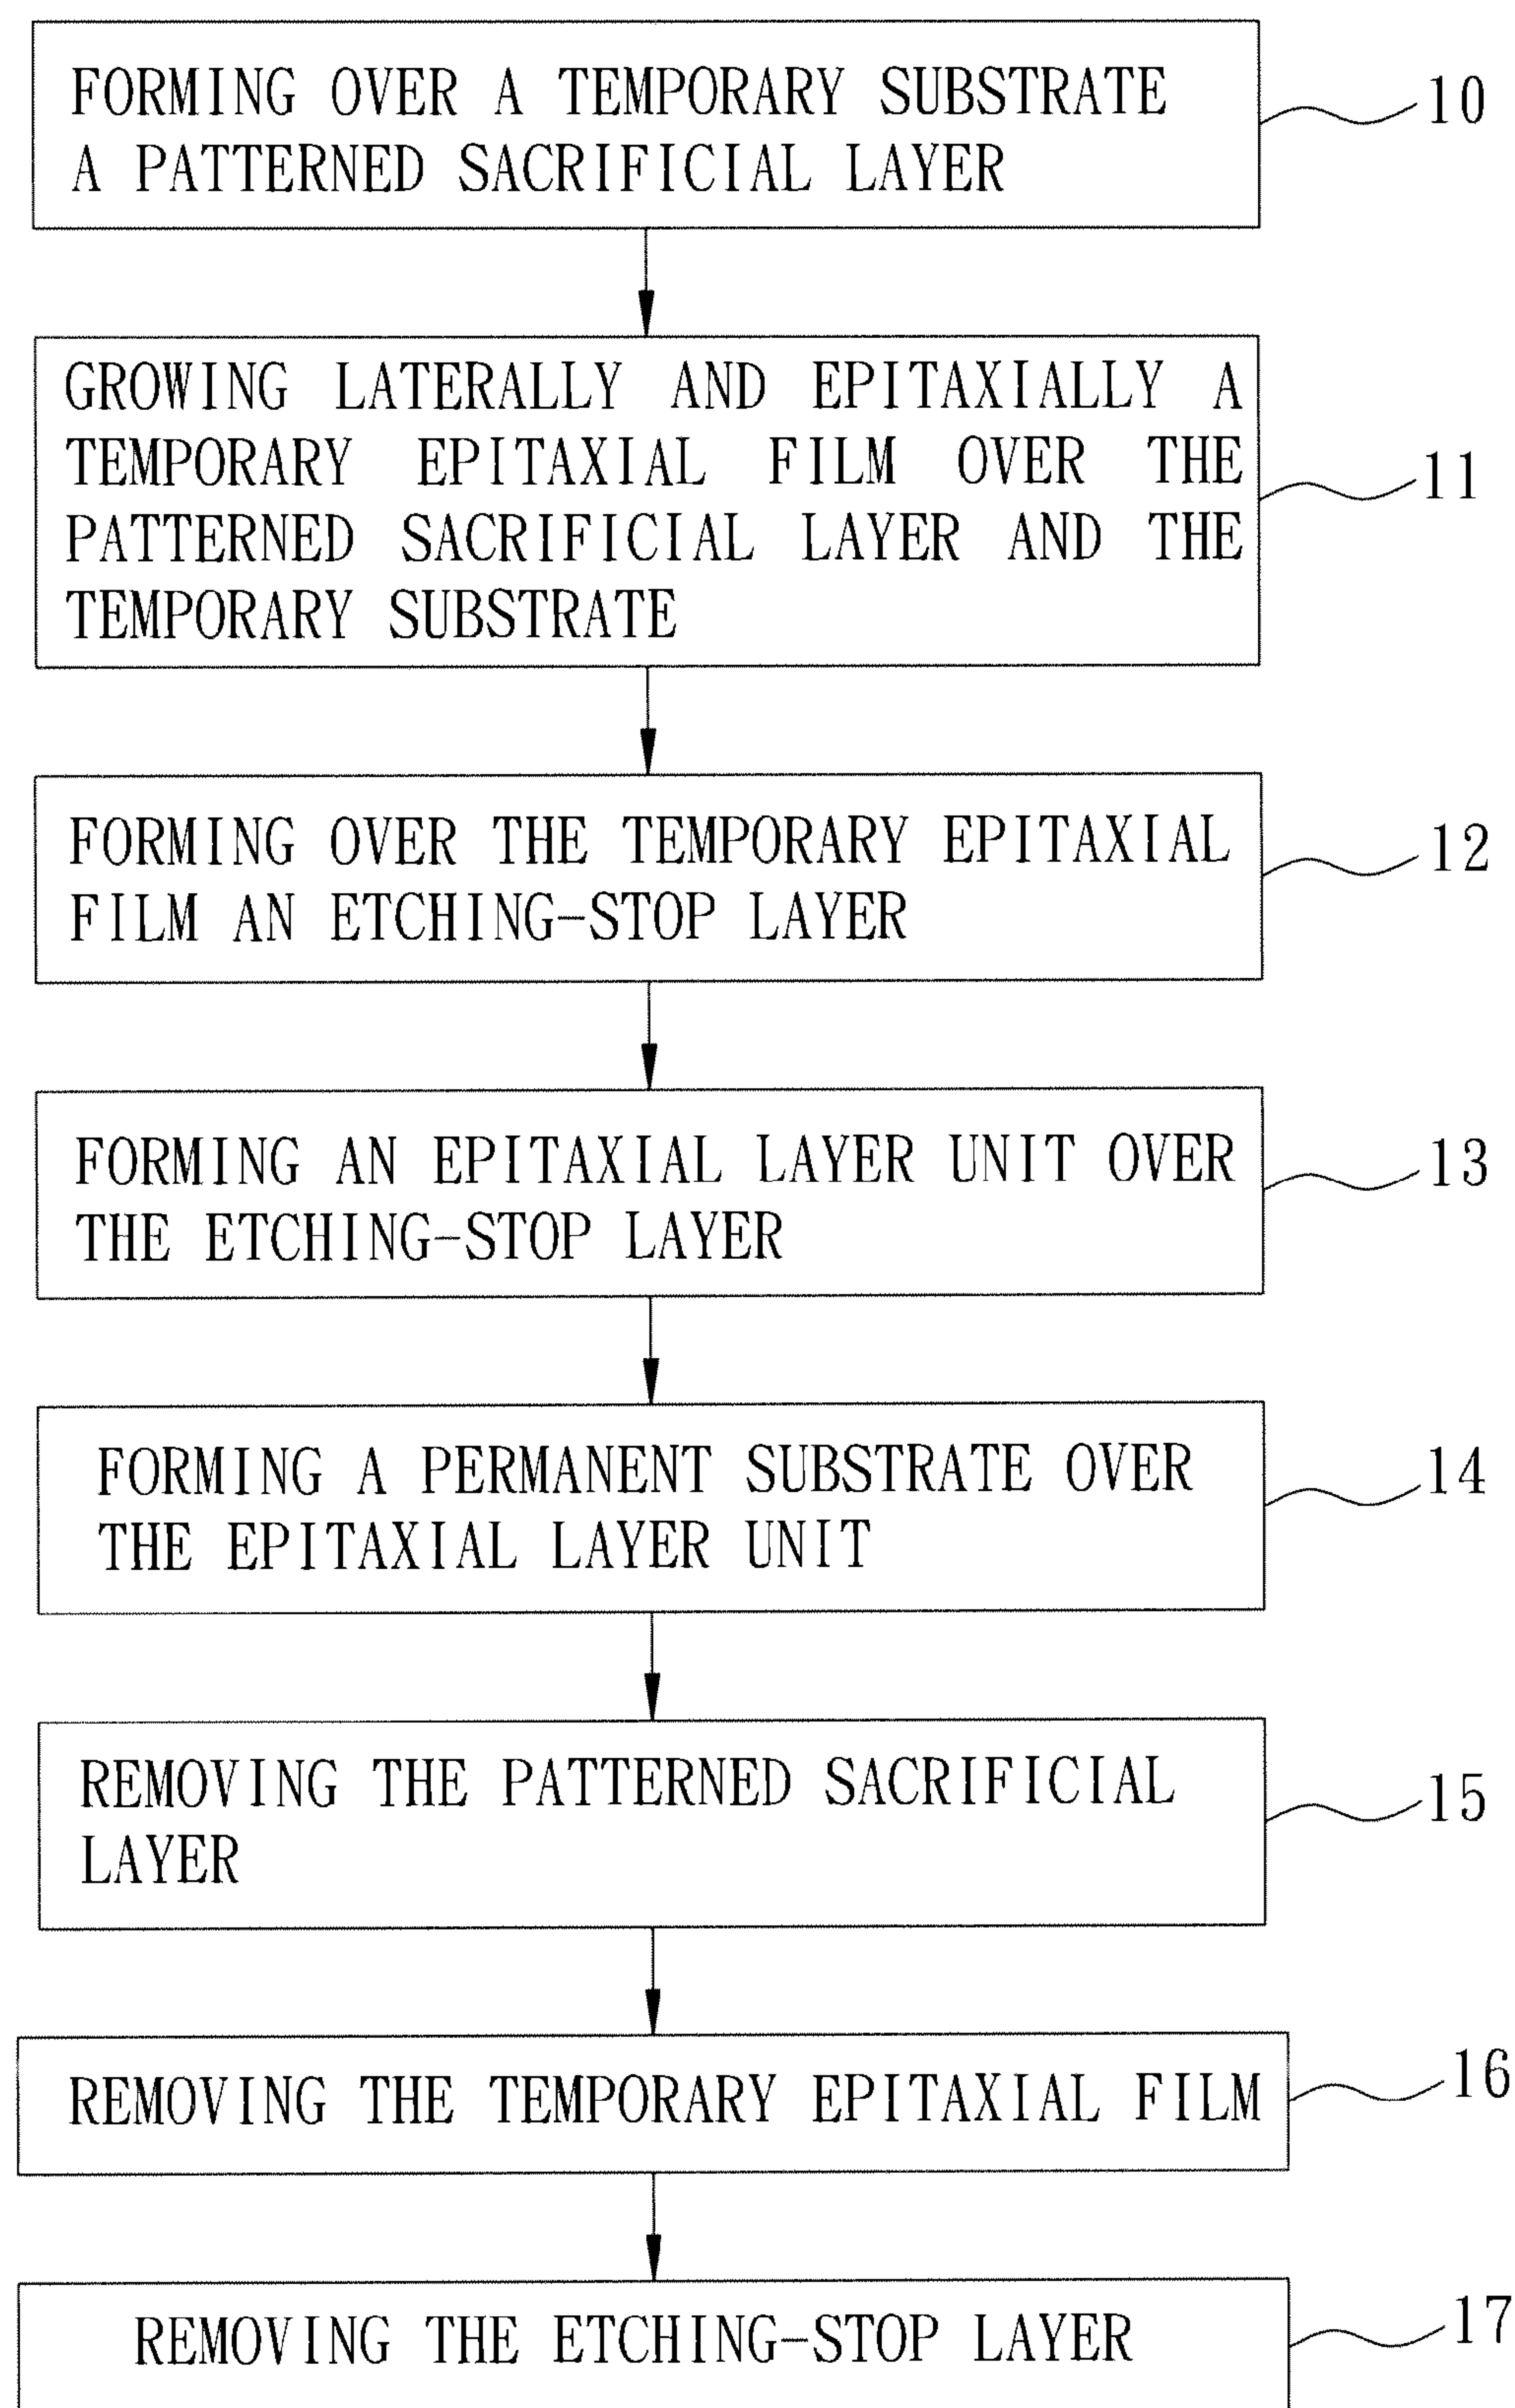 FORMING OVER A TEMPORARY SUBSTRATE
A PATTERNED SACRIFICIAL LAYER
10
GROWING LATERALLY AND EPITAXIALLY A
TEMPORARY EPITAXIAL FILM OVER THE
PATTERNED SACRIFICIAL LAYER AND THE
TEMPORARY SUBSTRATE
11
FORMING OVER THE TEMPORARY EPITAXIAL
FILM AN ETCHING-STOP LAYER
12
FORMING AN EPITAXIAL LAYER UNIT OVER
THE ETCHING-STOP LAYER
13
FORMING A PERMANENT SUBSTRATE OVER
THE EPITAXIAL LAYER UNIT
14
REMOVING THE PATTERNED SACRIFICIAL
LAYER
15
REMOVING THE TEMPORARY EPITAXIAL FILM
16
REMOVING THE ETCHING-STOP LAYER
17